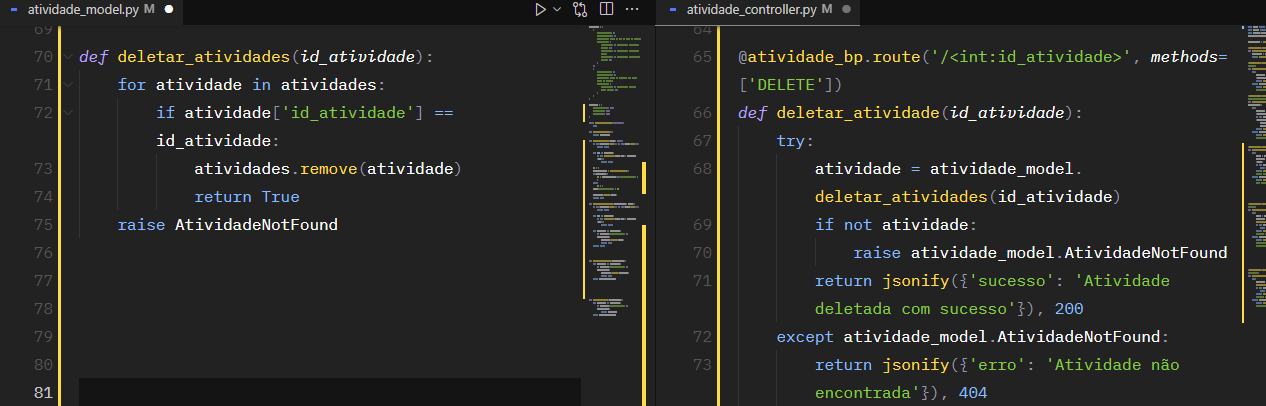 atividade_model.py M
69
70 def deletar_atividades(id_atividade):
71 for atividade in atividades:
72 if atividade['id_atividade'] ==
id_atividade:
73 atividades.remove(atividade)
74 return True
75 raise AtividadeNotFound
76
77
78
79
80
81
atividade_controller.py M
64
65 @atividade_bp.route('/<int:id_atividade>', methods=
['DELETE'])
66 def deletar_atividade(id_atividade):
67 try:
68 atividade = atividade_model.
deletar_atividades(id_atividade)
69 if not atividade:
70 raise atividade_model.AtividadeNotFound
71 return jsonify({'sucesso': 'Atividade
deletada com sucesso'}), 200
72 except atividade_model.AtividadeNotFound:
73 return jsonify({'erro': 'Atividade não
encontrada'}), 404